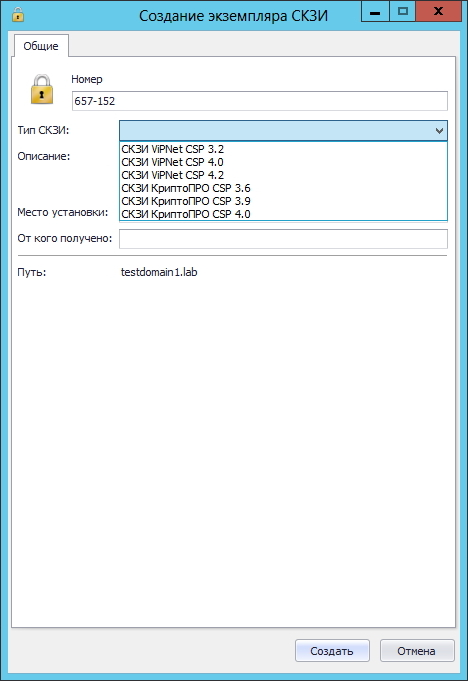 Создание экземпляра СКЗИ
Общие
Номер
657-152
Тип СКЗИ:
Описание:
СКЗИ ViPNet CSP 3.2
СКЗИ ViPNet CSP 4.0
СКЗИ ViPNet CSP 4.2
СКЗИ КриптоПРО CSP 3.6
СКЗИ КриптоПРО CSP 3.9
СКЗИ КриптоПРО CSP 4.0
Место установки:
От кого получено:
Путь: testdomain1.lab
Создать Отмена